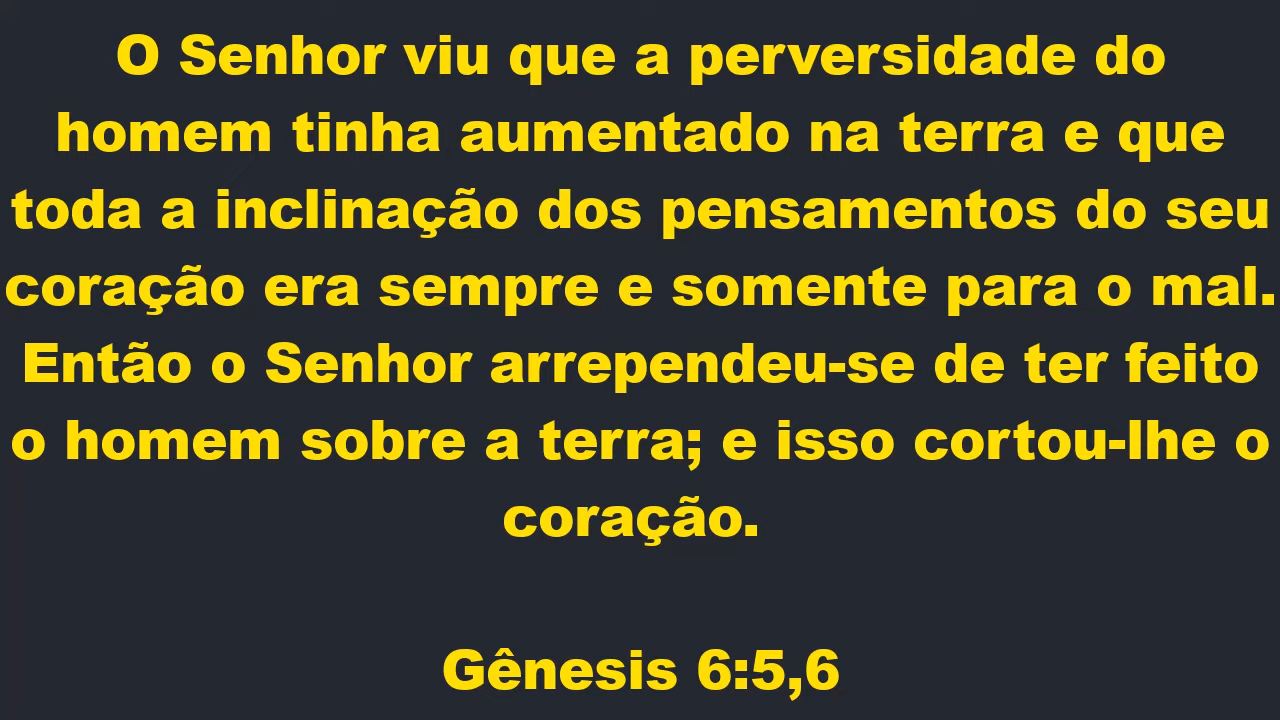 O Senhor viu que a perversidade do
homem tinha aumentado na terra e que
toda a inclinação dos pensamentos do seu
coração era sempre e somente para o mal.
Então o Senhor arrependeu-se de ter feito
o homem sobre a terra; e isso cortou-lhe o
coração.
Gênesis 6:5,6